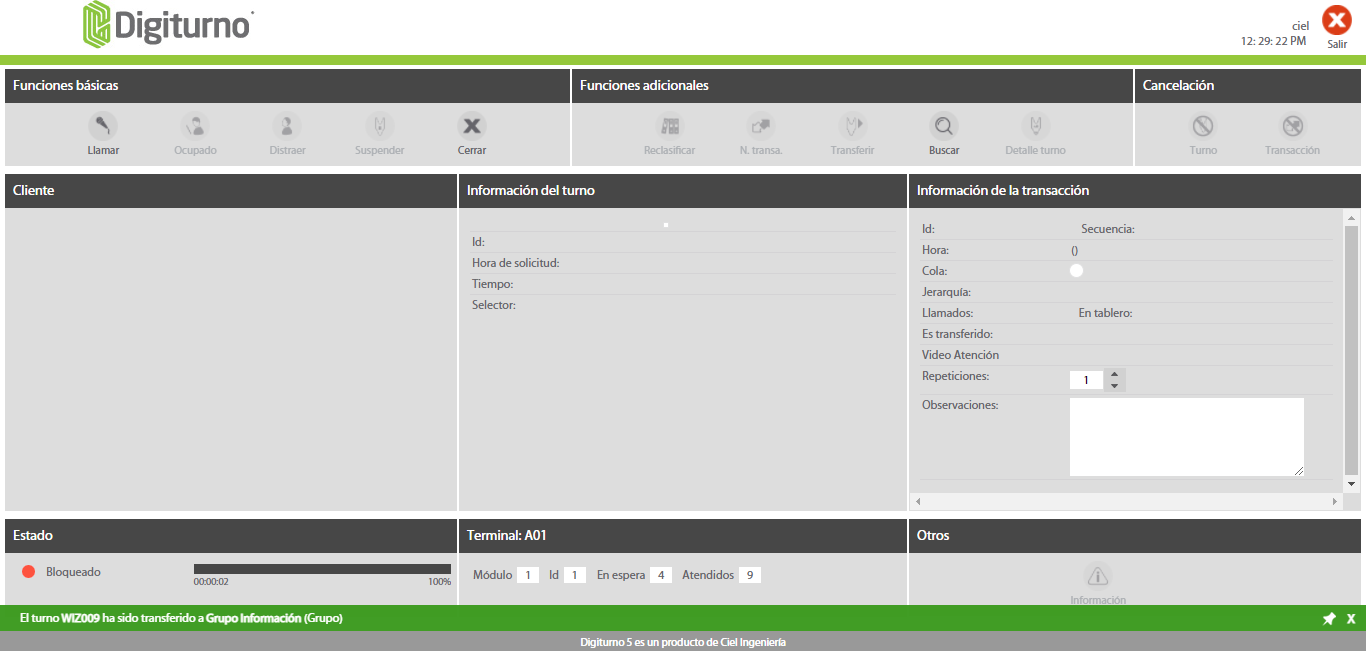 Digiturno
ciel
12: 29: 22 PM
Salir
Funciones básicas
Funciones adicionales
Cancelación
Llamar
Ocupado
Distraer
Suspender
Cerrar
Reclasificar
N. transa.
Transferir
Buscar
Detalle turno
Turno
Transacción
Cliente
Información del turno
Id:
Hora de solicitud:
Tiempo:
Selector:
Información de la transacción
Id: Secuencia:
Hora: ()
Cola:
Jerarquía:
Llamados: En tablero:
Es transferido:
Video Atención
Repeticiones: 1
Observaciones:
Estado
Bloqueado
00:00:02 100%
Terminal: A01
Módulo 1 Id 1 En espera 4 Atendidos 9
Otros
Información
El turno WIZ009 ha sido transferido a Grupo Información (Grupo)
X
Digiturno 5 es un producto de Ciel Ingeniería